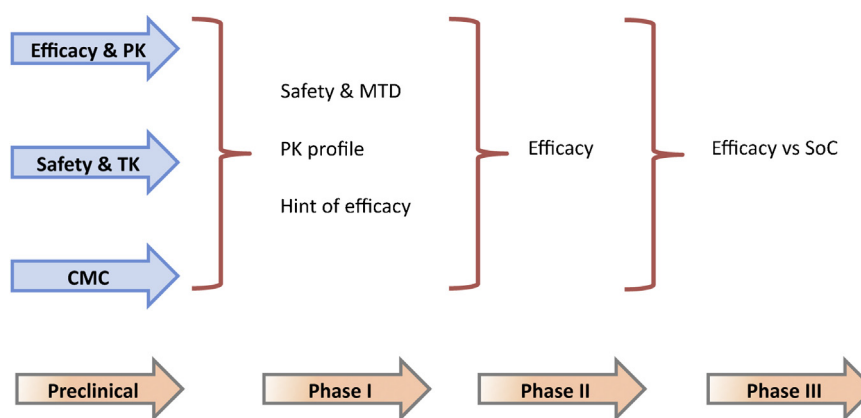 Efficacy & PK
Safety & TK
CMC
Safety & MTD
PK profile
Hint of efficacy
Efficacy
Efficacy vs SoC
Preclinical
Phase I
Phase II
Phase III